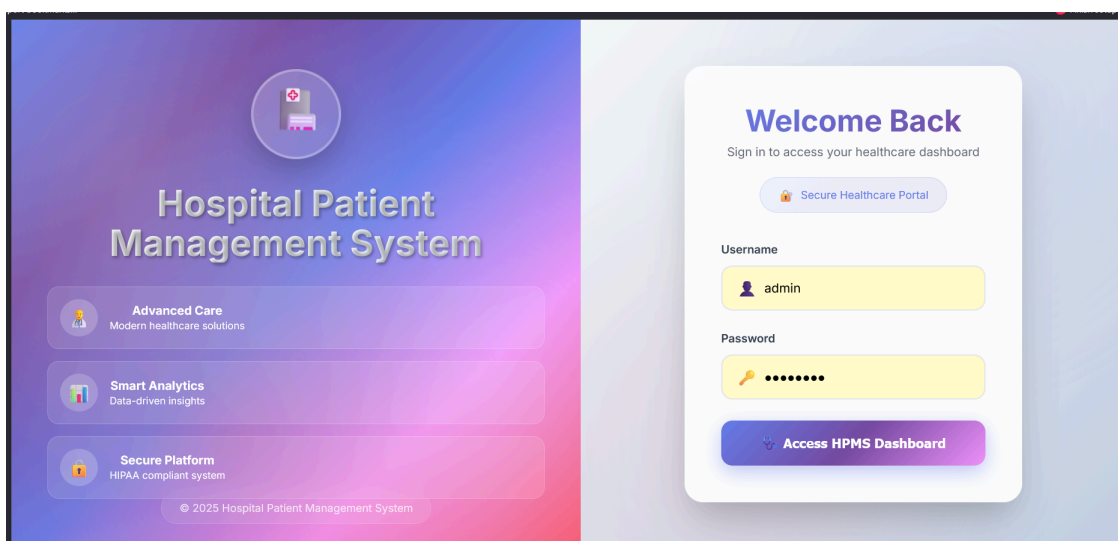 Hospital Patient
Management System
Advanced Care
Modern healthcare solutions
Smart Analytics
Data-driven insights
Secure Platform
HIPAA compliant system
© 2025 Hospital Patient Management System
Welcome Back
Sign in to access your healthcare dashboard
Secure Healthcare Portal
Username
admin
Password
••••••••
Access HPMS Dashboard